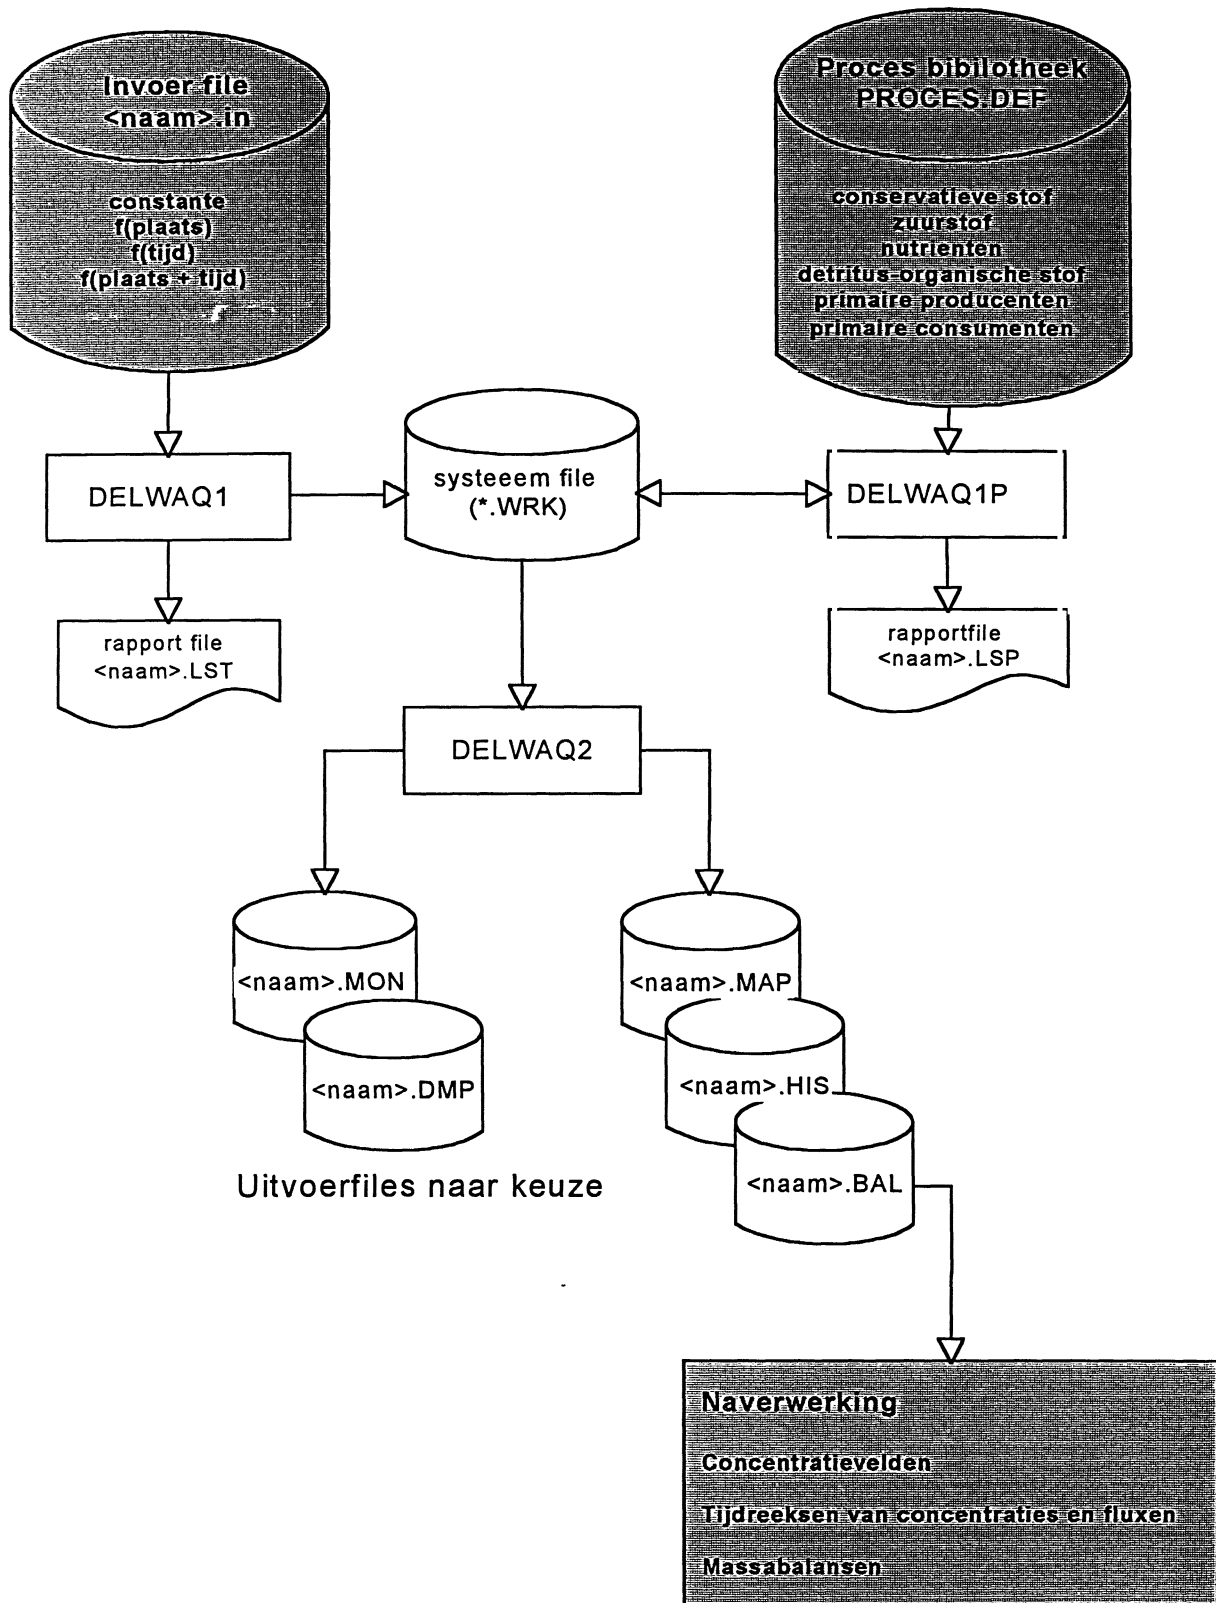 Invoer file
<naam>.in
constante
f(plaats)
f(tijd)
f(plaats + tijd)
Proces bibilotheek
PROCES.DEF
conservatieve stof
zuurstof
nutrienten
detritus-organische stof
primaire producenten
primaire consumenten
DELWAQ1
systeeem file
(*.WRK)
DELWAQ1P
rapport file
<naam>.LST
rapportfile
<naam>.LSP
DELWAQ2
<naam>.MON
<naam>.DMP
<naam>.MAP
<naam>.HIS
<naam>.BAL
Uitvoerfiles naar keuze
Naverwerking
Concentratievelden
Tijdreeksen van concentraties en fluxen
Massabalansen